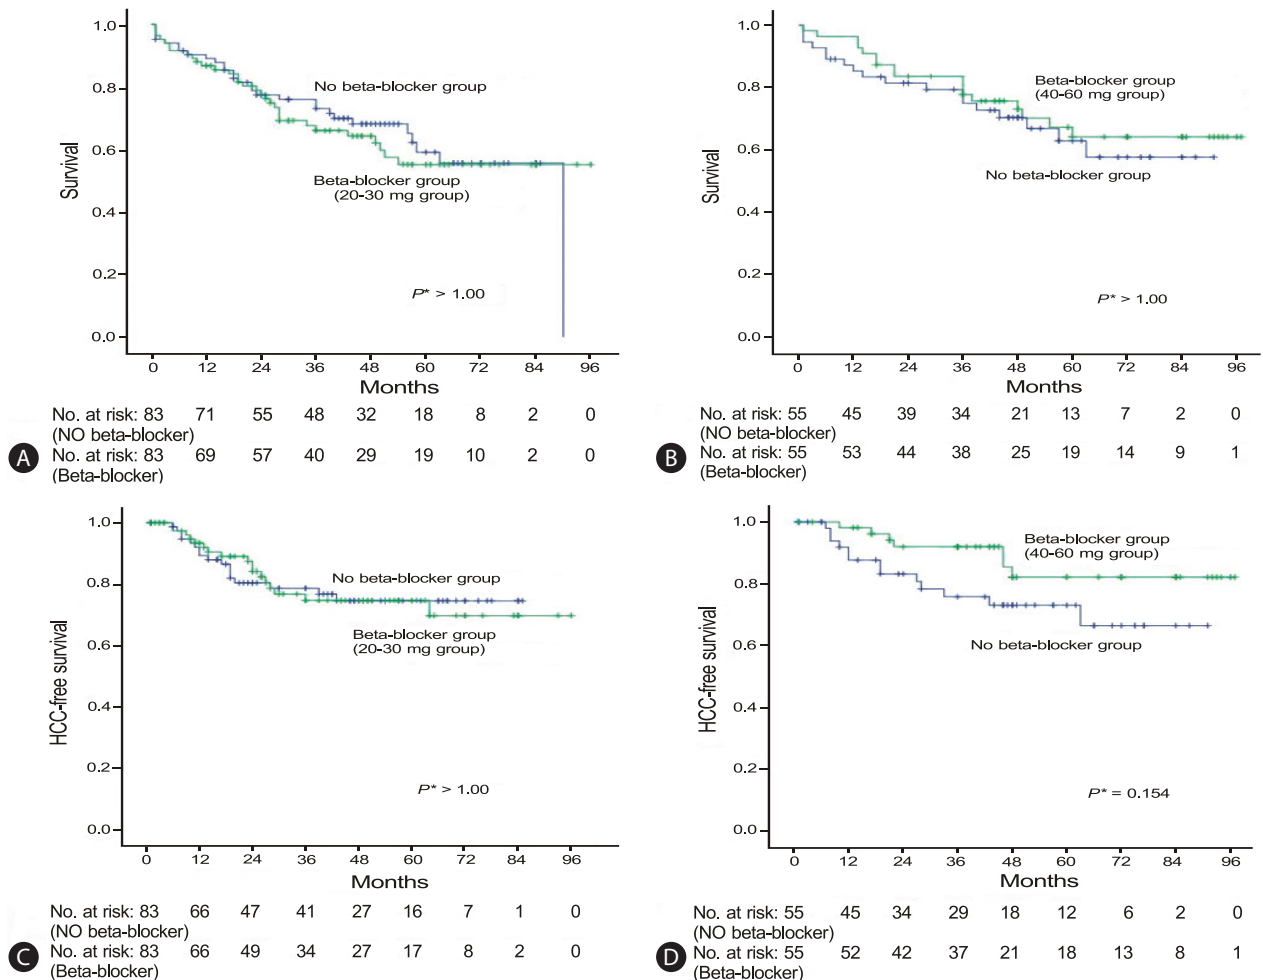 1.0
0.8
0.6
0.4
0.2
0.0
Survival
No beta-blocker group
Beta-blocker group
(20-30 mg group)
P* > 1.00
0 12 24 36 48 60 72 84 96
Months
No. at risk: 83 71 55 48 32 18 8 2 0
(NO beta-blocker)
No. at risk: 83 69 57 40 29 19 10 2 0
(Beta-blocker)
A
1.0
0.8
0.6
0.4
0.2
0.0
Survival
Beta-blocker group
(40-60 mg group)
No beta-blocker group
P* > 1.00
0 12 24 36 48 60 72 84 96
Months
No. at risk: 55 45 39 34 21 13 7 2 0
(NO beta-blocker)
No. at risk: 55 53 44 38 25 19 14 9 1
(Beta-blocker)
B
1.0
0.8
0.6
0.4
0.2
0.0
HCC-free survival
No beta-blocker group
Beta-blocker group
(20-30 mg group)
P* > 1.00
0 12 24 36 48 60 72 84 96
Months
No. at risk: 83 66 47 41 27 16 7 1 0
(NO beta-blocker)
No. at risk: 83 66 49 34 27 17 8 2 0
(Beta-blocker)
C
1.0
0.8
0.6
0.4
0.2
0.0
HCC-free survival
Beta-blocker group
(40-60 mg group)
No beta-blocker group
P* = 0.154
0 12 24 36 48 60 72 84 96
Months
No. at risk: 55 45 34 29 18 12 6 2 0
(NO beta-blocker)
No. at risk: 55 52 42 37 21 18 13 8 1
(Beta-blocker)
D